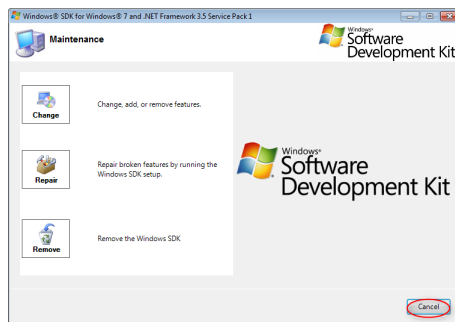 Windows® SDK for Windows® 7 and .NET Framework 3.5 Service Pack 1
Maintenance
Windows®
Software
Development Kit
Change
Change, add, or remove features.
Repair
Repair broken features by running the
Windows SDK setup.
Windows®
Software
Development Kit
Remove
Remove the Windows SDK
Cancel